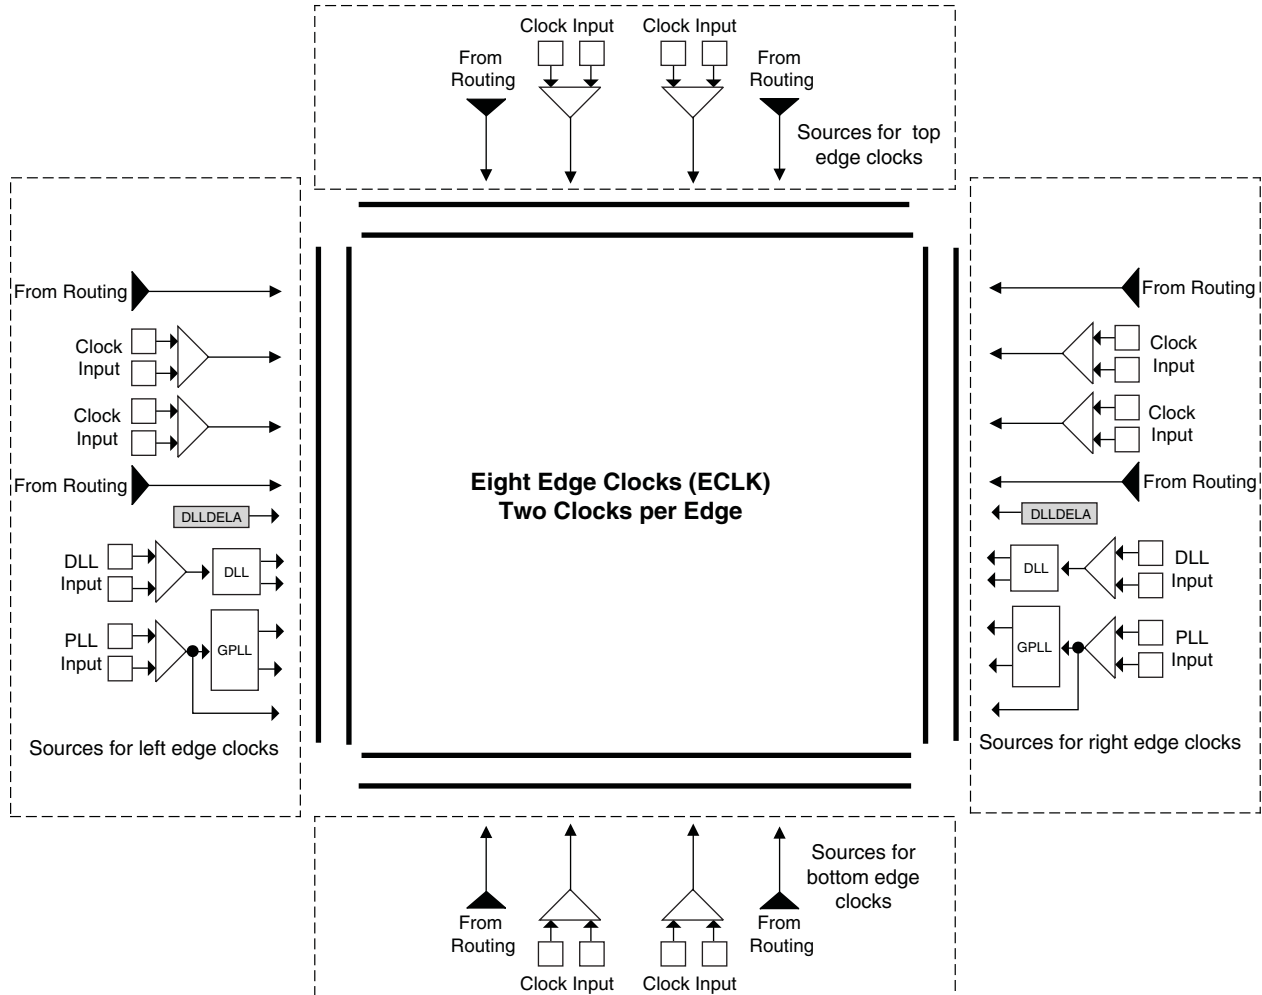 Clock Input
Clock Input
From
Routing
From
Routing
Sources for top
edge clocks
From Routing
Clock
Input
Clock
Input
From Routing
DLLDELA
DLL
Input
DLL
PLL
Input
GPLL
Sources for left edge clocks
Eight Edge Clocks (ECLK)
Two Clocks per Edge
From Routing
Clock
Input
Clock
Input
From Routing
DLLDELA
DLL
DLL
Input
GPLL
PLL
Input
Sources for right edge clocks
Sources for
bottom edge
clocks
From
Routing
From
Routing
Clock Input
Clock Input